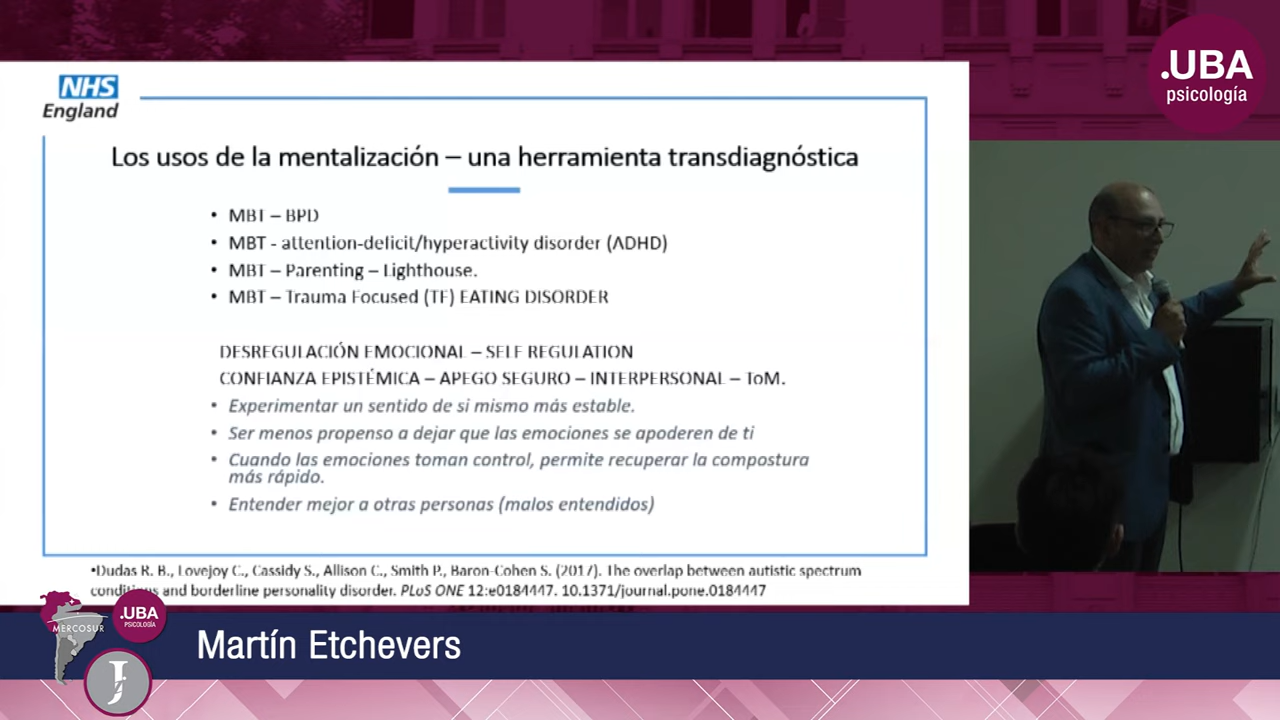 .UBA
psicología
NHS
England
Los usos de la mentalización – una herramienta transdiagnóstica
• MBT – BPD
• MBT - attention-deficit/hyperactivity disorder (ADHD)
• MBT – Parenting – Lighthouse.
• MBT – Trauma Focused (TF) EATING DISORDER
DESREGULACIÓN EMOCIONAL – SELF REGULATION
CONFIANZA EPISTÉMICA – APEGO SEGURO – INTERPERSONAL – ToM.
• Experimentar un sentido de si mismo más estable.
• Ser menos propenso a dejar que las emociones se apoderen de ti
• Cuando las emociones toman control, permite recuperar la compostura
más rápido.
• Entender mejor a otras personas (malos entendidos)
•Dudas R. B., Lovejoy C., Cassidy S., Allison C., Smith P., Baron-Cohen S. (2017). The overlap between autistic spectrum
and borderline personality disorder. PLoS ONE 12:e0184447. 10.1371/journal.pone.0184447
.UBA
PSICOLOGÍA
MERCOSUR
J
Martín Etchevers